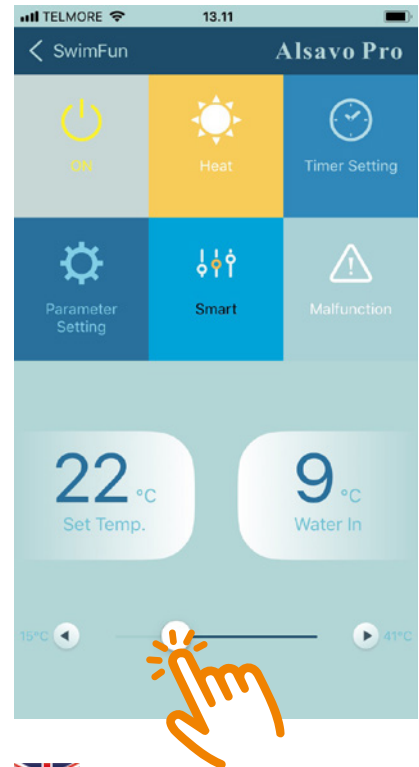 TELMORE 13.11
SwimFun Alsavo Pro
ON Heat Timer Setting
Parameter Setting Smart Malfunction
22 °C 9 °C
Set Temp. Water In
15°C 41°C